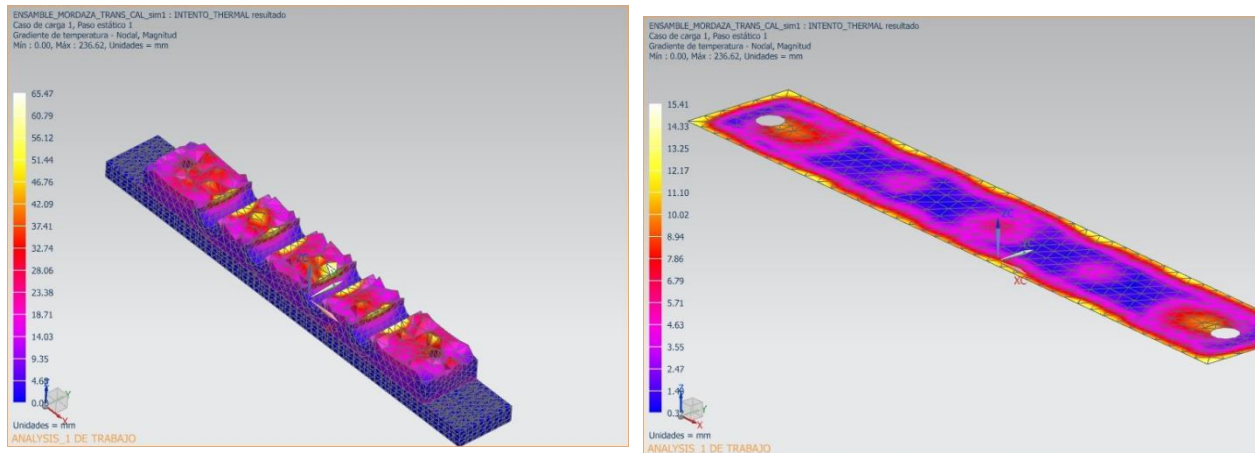 ENSAMBLE_MORDAZA_TRANS_CAL_sim1 : INTENTO_THERMAL resultado
Caso de carga 1, Paso estático 1
Gradiente de temperatura - Nodal, Magnitud
Mín : 0.00, Máx : 236.62, Unidades = mm
65.47
60.79
56.12
51.44
46.76
42.09
37.41
32.74
28.06
23.38
18.71
14.03
9.35
Z
Y
X
Unidades = mm
ANALYSIS_1 DE TRABAJO
ENSAMBLE_MORDAZA_TRANS_CAL_sim1 : INTENTO_THERMAL resultado
Caso de carga 1, Paso estático 1
Gradiente de temperatura - Nodal, Magnitud
Mín : 0.00, Máx : 236.62, Unidades = mm
15.41
14.33
13.25
12.17
11.10
10.02
8.94
7.86
6.79
5.71
4.63
3.55
2.47
ZC
XC
Z
Y
X
Unidades = mm
ANALYSIS_1 DE TRABAJO